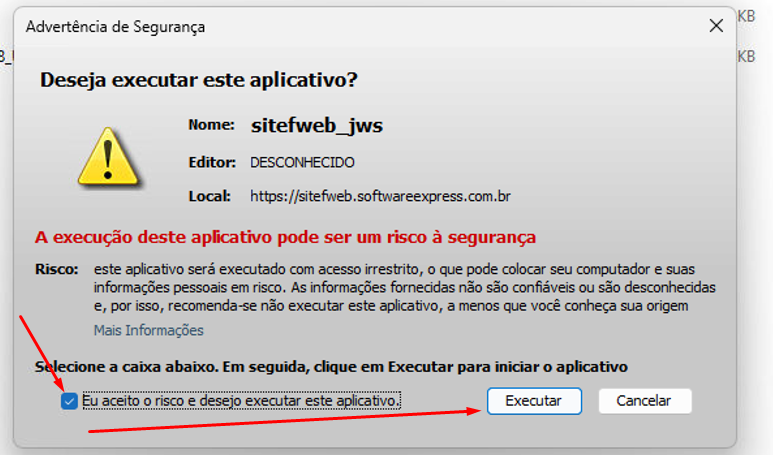 KB
Advertência de Segurança
KB
Deseja executar este aplicativo?
Nome: sitefweb_jws
Editor: DESCONHECIDO
Local: https://sitefweb.softwareexpress.com.br
A execução deste aplicativo pode ser um risco à segurança
Risco: este aplicativo será executado com acesso irrestrito, o que pode colocar seu computador e suas
informações pessoais em risco. As informações fornecidas não são confiáveis ou são desconhecidas
e, por isso, recomenda-se não executar este aplicativo, a menos que você conheça sua origem
Mais Informações
Selecione a caixa abaixo. Em seguida, clique em Executar para iniciar o aplicativo
Eu aceito o risco e desejo executar este aplicativo.
Executar
Cancelar